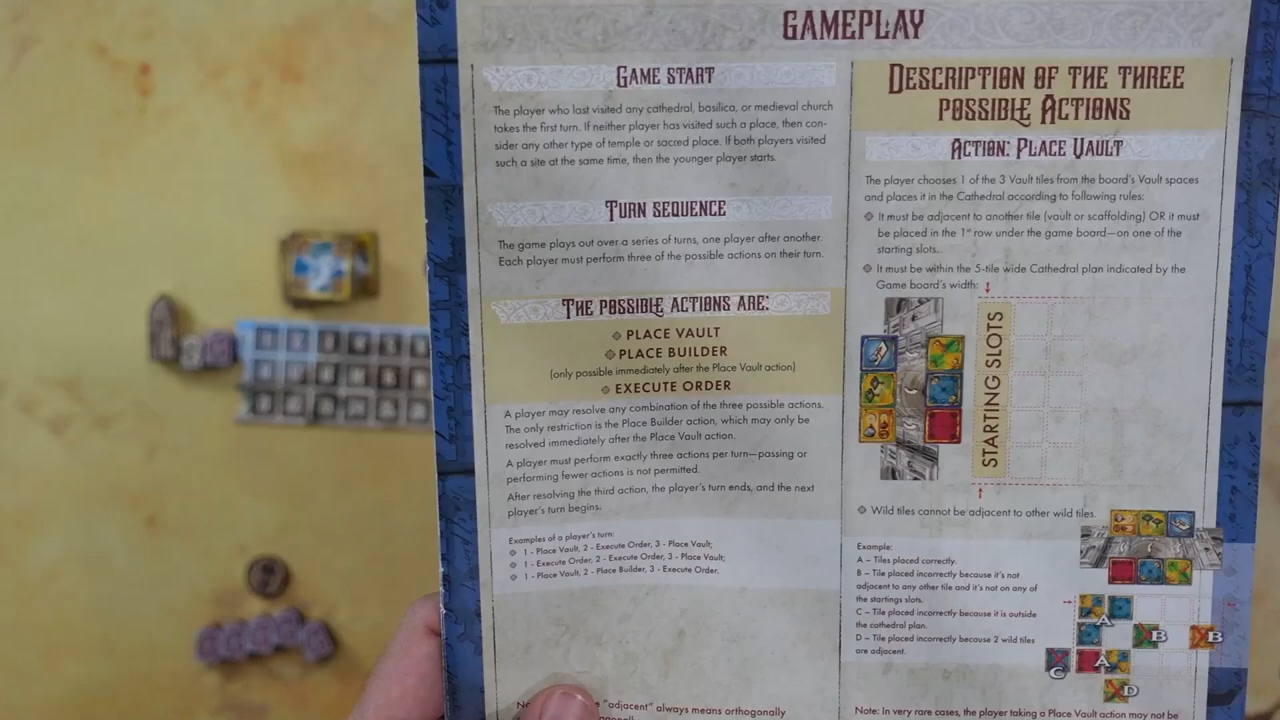 GAMEPLAY
GAME START
The player who last visited any cathedral, basilica, or medieval church
takes the first turn. If neither player has visited such a place, then con-
sider any other type of temple or sacred place. If both players visited
such a site at the same time, then the younger player starts.
TURN SEQUENCE
The game plays out over a series of turns, one player after another.
Each player must perform three of the possible actions on their turn.
THE POSSIBLE ACTIONS ARE:
PLACE VAULT
PLACE BUILDER
(only possible immediately after the Place Vault action)
EXECUTE ORDER
A player may resolve any combination of the three possible actions.
The only restriction is the Place Builder action, which may only be
resolved immediately after the Place Vault action.
A player must perform exactly three actions per turn—passing or
performing fewer actions is not permitted.
After resolving the third action, the player's turn ends, and the next
player's turn begins.
Examples of a player's turn:
1 - Place Vault, 2 - Execute Order, 3 - Place Vault;
1 - Execute Order, 2 - Execute Order, 3 - Place Vault;
1 - Place Vault, 2 - Place Builder, 3 - Execute Order.
"adjacent" always means orthogonally
DESCRIPTION OF THE THREE
POSSIBLE ACTIONS
ACTION: PLACE VAULT
The player chooses 1 of the 3 Vault tiles from the board's Vault spaces
and places it in the Cathedral according to following rules:
It must be adjacent to another tile (vault or scaffolding) OR it must
be placed in the 1st row under the game board—on one of the
starting slots.
It must be within the 5-tile wide Cathedral plan indicated by the
Game board's width:
STARTING SLOTS
Wild tiles cannot be adjacent to other wild tiles.
Example:
A – Tiles placed correctly.
B – Tile placed incorrectly because it's not
adjacent to any other tile and it's not on any of
the startings slots.
C – Tile placed incorrectly because it is outside
the cathedral plan.
D – Tile placed incorrectly because 2 wild tiles
are adjacent.
A
B
B
A
C
D
Note: In very rare cases, the player taking a Place Vault action may not be